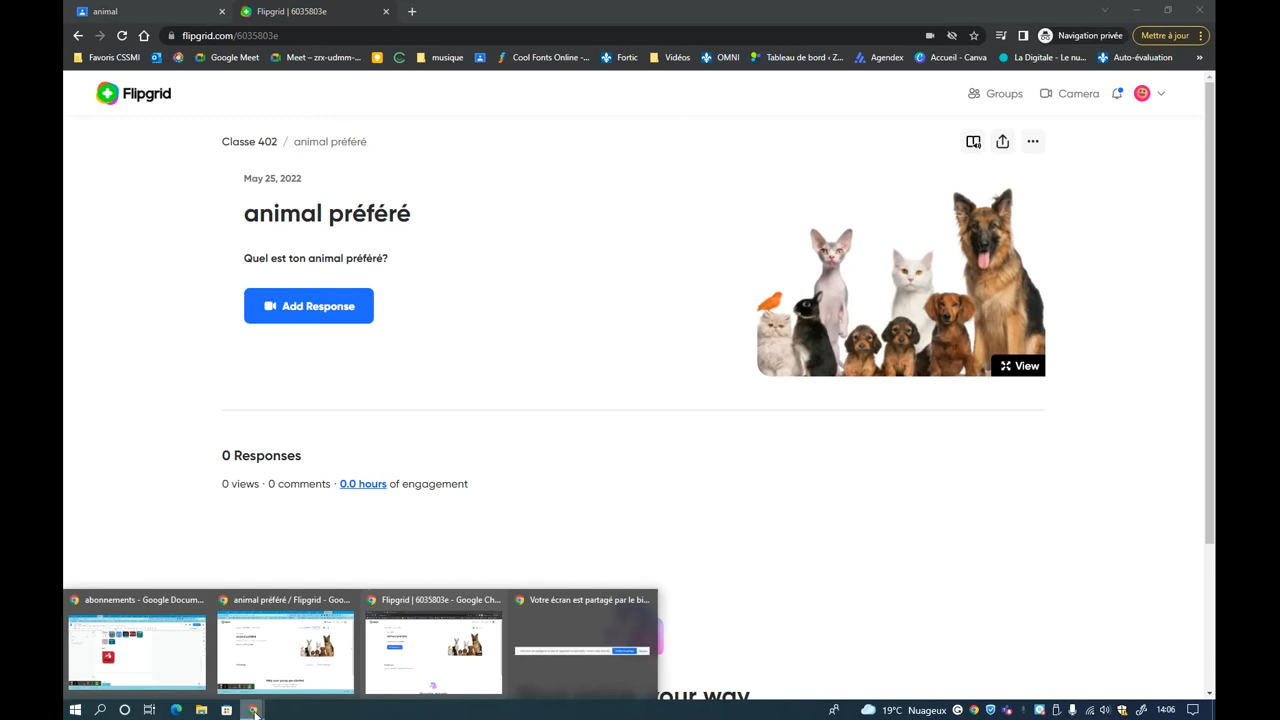 animal
Flipgrid | 6035803e
flipgrid.com/6035803e
Navigation privée
Mettre à jour
Favoris CSSMI
Google Meet
Meet – zrx-udmm-...
musique
Cool Fonts Online -...
Fortic
Vidéos
OMNI
Tableau de bord ‹ Z...
Agendex
Accueil - Canva
La Digitale - Le nu...
Auto-évaluation
»
Flipgrid
Groups
Camera
Classe 402 / animal préféré
May 25, 2022
animal préféré
Quel est ton animal préféré?
Add Response
View
0 Responses
0 views · 0 comments · 0.0 hours of engagement
abonnements - Google Docum...
animal préféré / Flipgrid - Goo...
Flipgrid | 6035803e - Google Ch...
Votre écran est partagé par le bi...
your way
19°C Nuageux
14:06